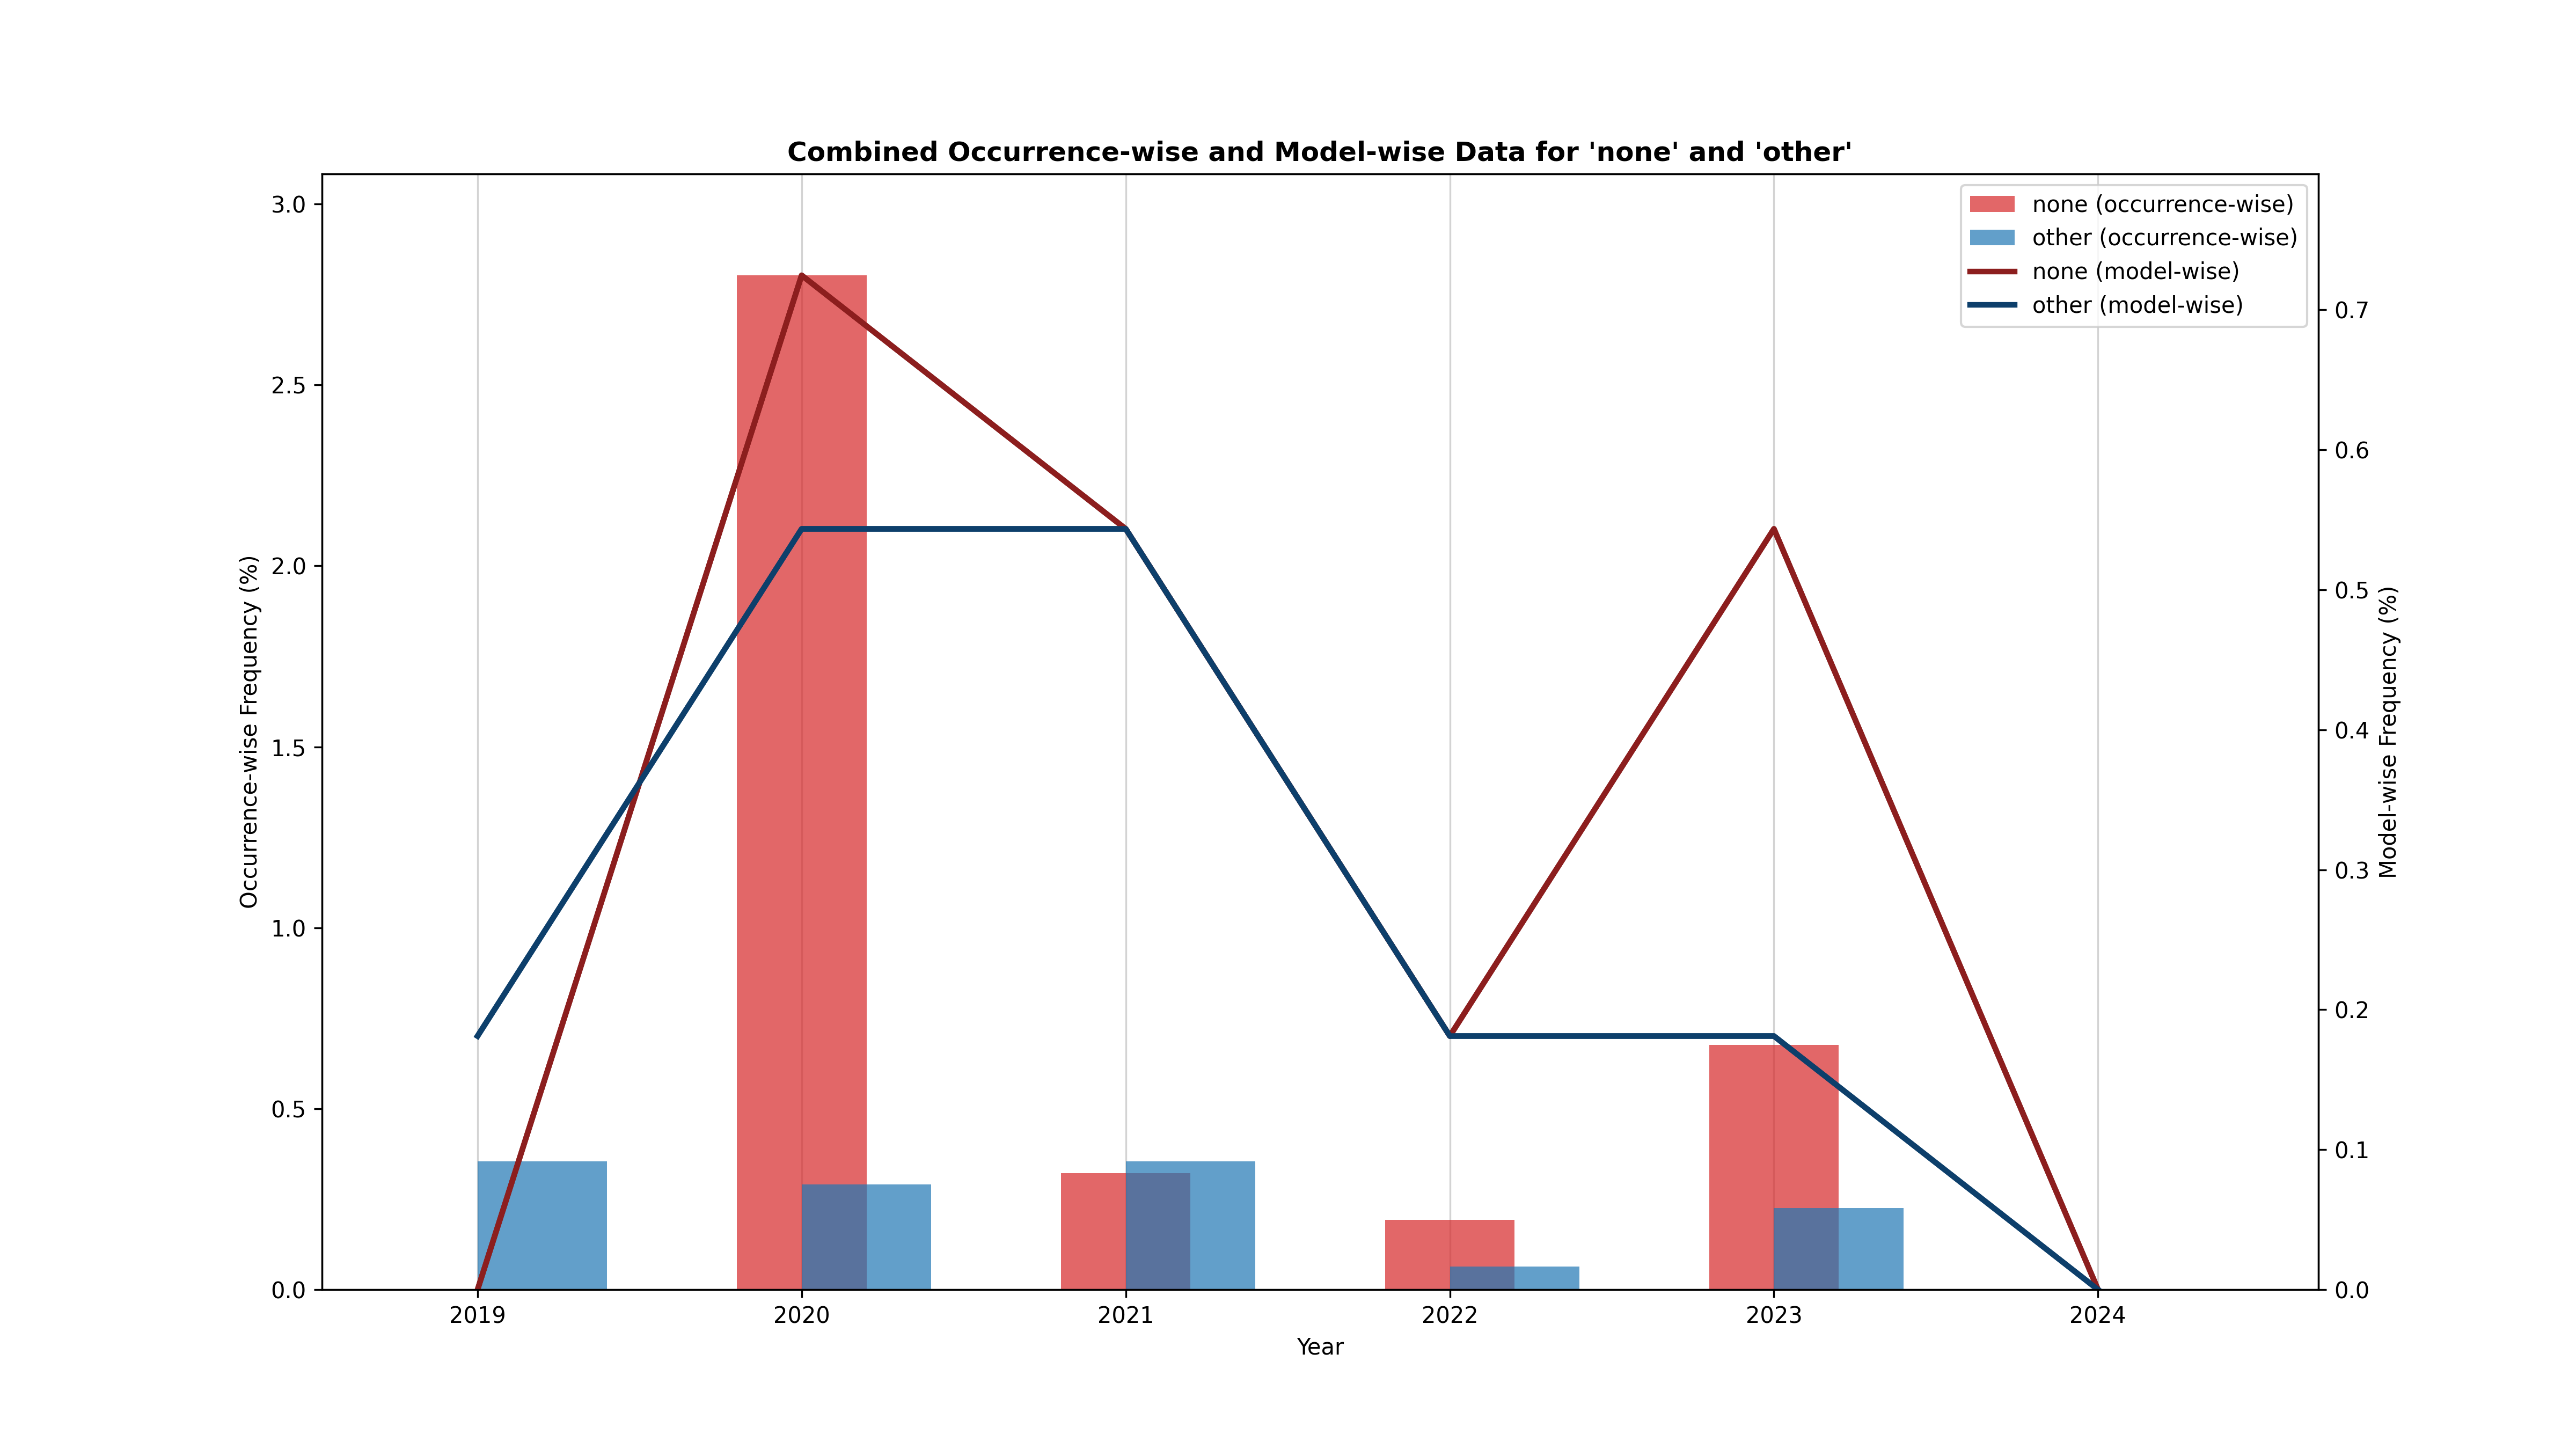 Combined Occurrence-wise and Model-wise Data for 'none' and 'other'
none (occurrence-wise)
other (occurrence-wise)
none (model-wise)
other (model-wise)
Occurrence-wise Frequency (%)
3.0
2.5
2.0
1.5
1.0
0.5
0.0
Model-wise Frequency (%)
0.7
0.6
0.5
0.4
0.3
0.2
0.1
0.0
2019
2020
2021
2022
2023
2024
Year